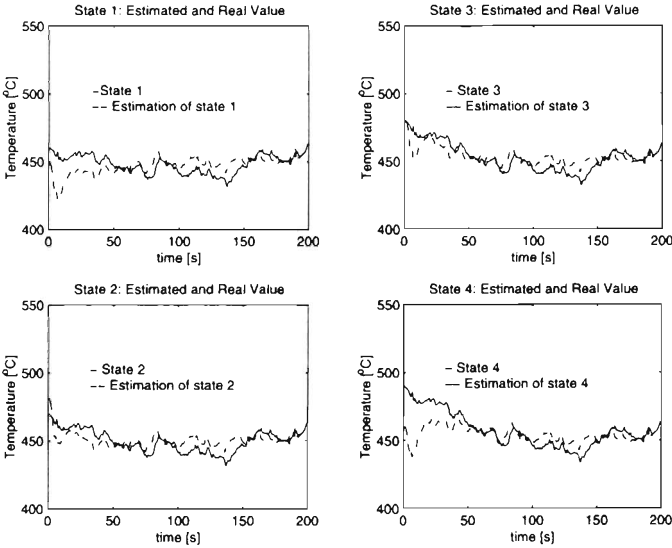 State 1: Estimated and Real Value
550
500
450
400
Temperature [°C]
– State 1
-- Estimation of state 1
0 50 100 150 200
time [s]
State 3: Estimated and Real Value
550
500
450
400
Temperature [°C]
– State 3
-- Estimation of state 3
0 50 100 150 200
time [s]
State 2: Estimated and Real Value
550
500
450
400
Temperature [°C]
– State 2
-- Estimation of state 2
0 50 100 150 200
time [s]
State 4: Estimated and Real Value
550
500
450
400
Temperature [°C]
– State 4
-- Estimation of state 4
0 50 100 150 200
time [s]